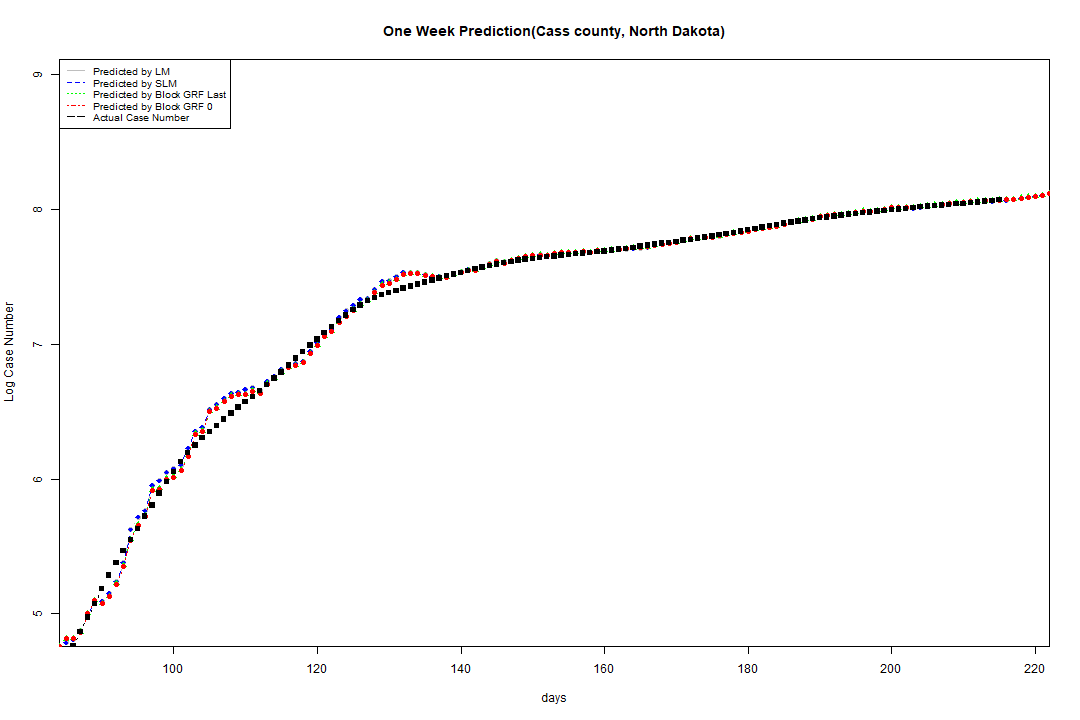 One Week Prediction(Cass county, North Dakota)
Predicted by LM
Predicted by SLM
Predicted by Block GRF Last
Predicted by Block GRF 0
Actual Case Number
9
8
7
6
5
Log Case Number
100 120 140 160 180 200 220
days